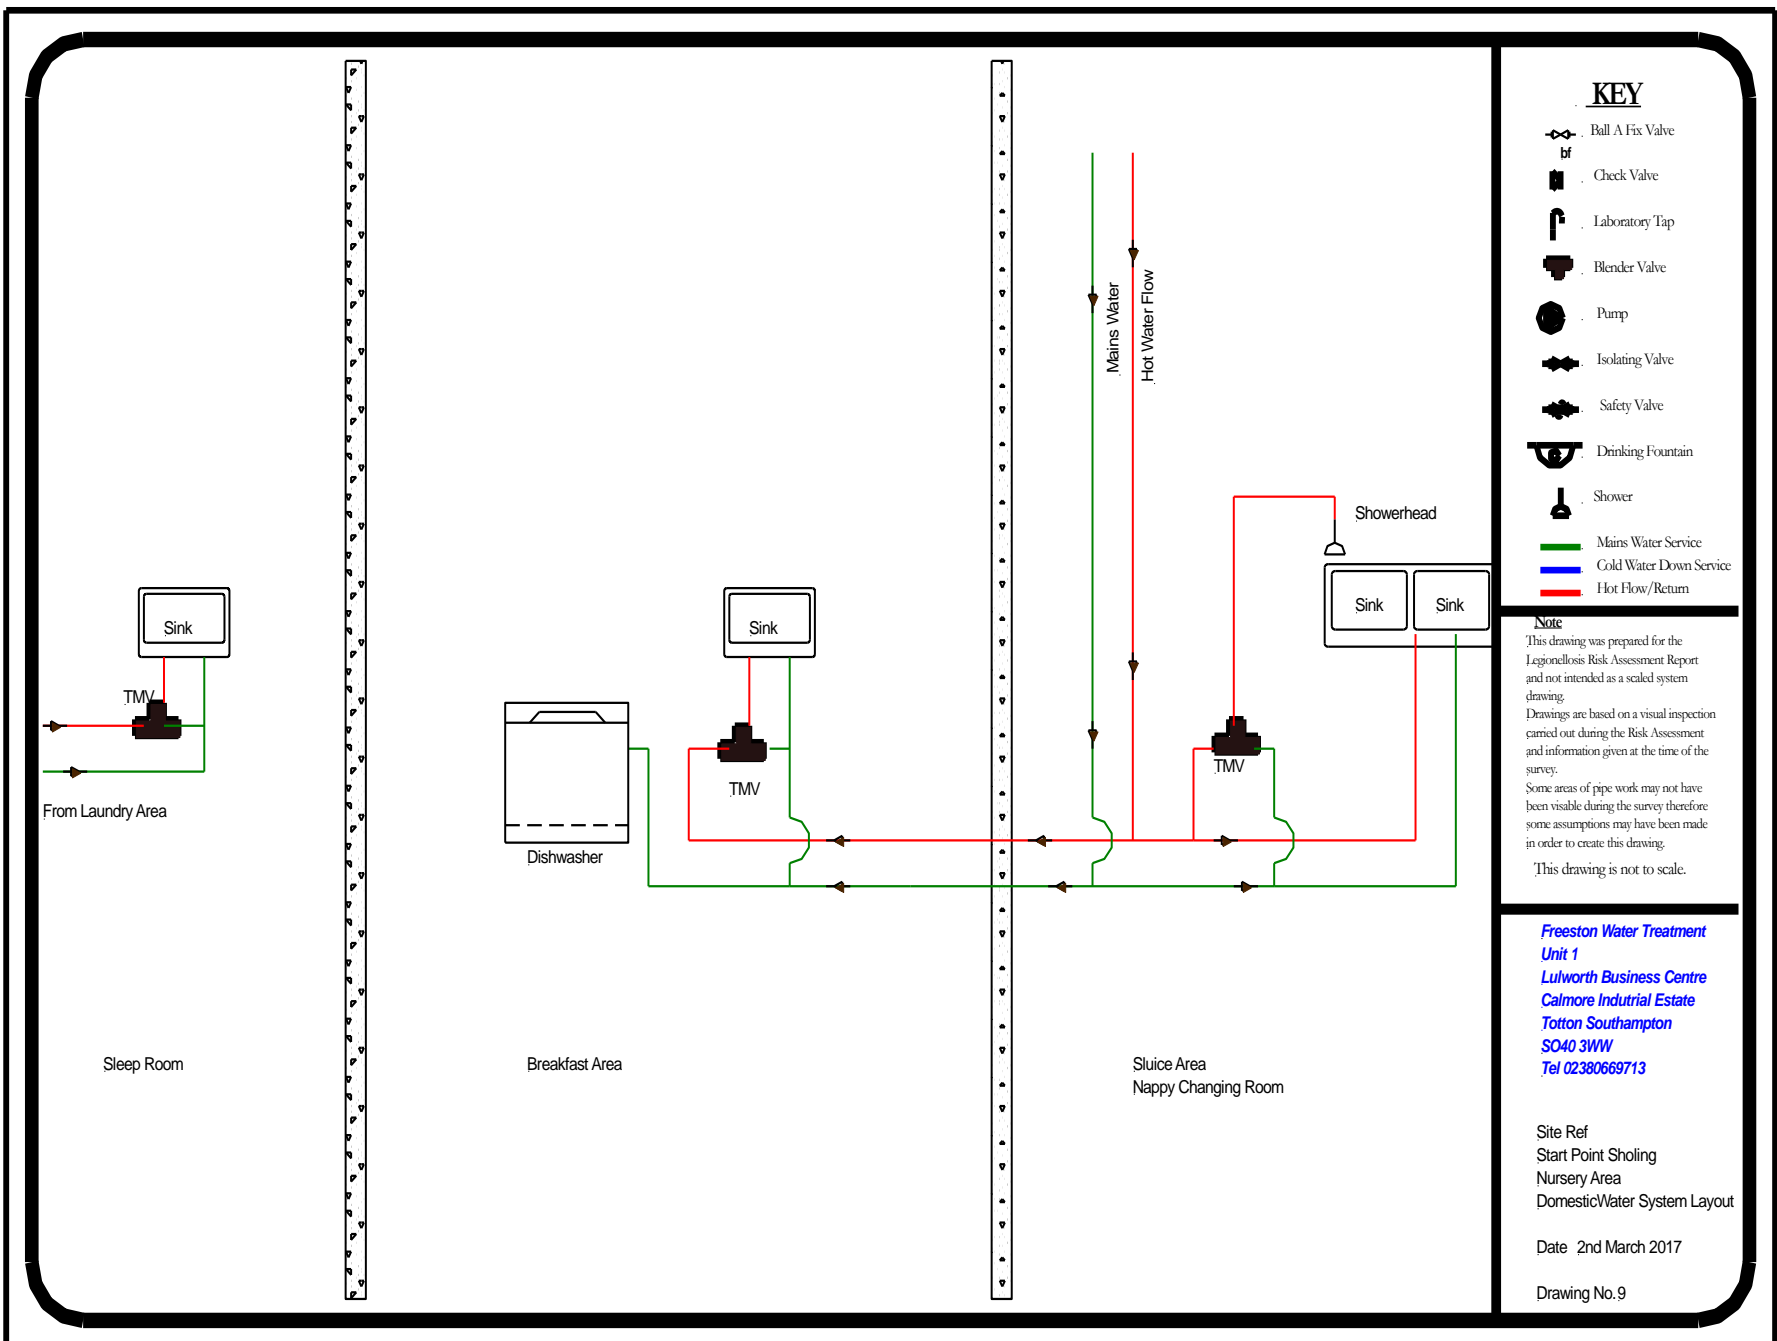 Sink
TMV
From Laundry Area
Sleep Room
Sink
TMV
Dishwasher
Breakfast Area
Mains Water
Hot Water Flow
Showerhead
Sink
Sink
TMV
Sluice Area
Nappy Changing Room
KEY
Ball A Fix Valve
bf
Check Valve
Laboratory Tap
Blender Valve
Pump
Isolating Valve
Safety Valve
Drinking Fountain
Shower
Mains Water Service
Cold Water Down Service
Hot Flow/Return
Note
This drawing was prepared for the
Legionellosis Risk Assessment Report
and not intended as a scaled system
drawing.
Drawings are based on a visual inspection
carried out during the Risk Assessment
and information given at the time of the
survey.
Some areas of pipe work may not have
been visable during the survey therefore
some assumptions may have been made
in order to create this drawing.
This drawing is not to scale.
Freeston Water Treatment
Unit 1
Lulworth Business Centre
Calmore Indutrial Estate
Totton Southampton
SO40 3WW
Tel 02380669713
Site Ref
Start Point Sholing
Nursery Area
DomesticWater System Layout
Date 2nd March 2017
Drawing No. 9